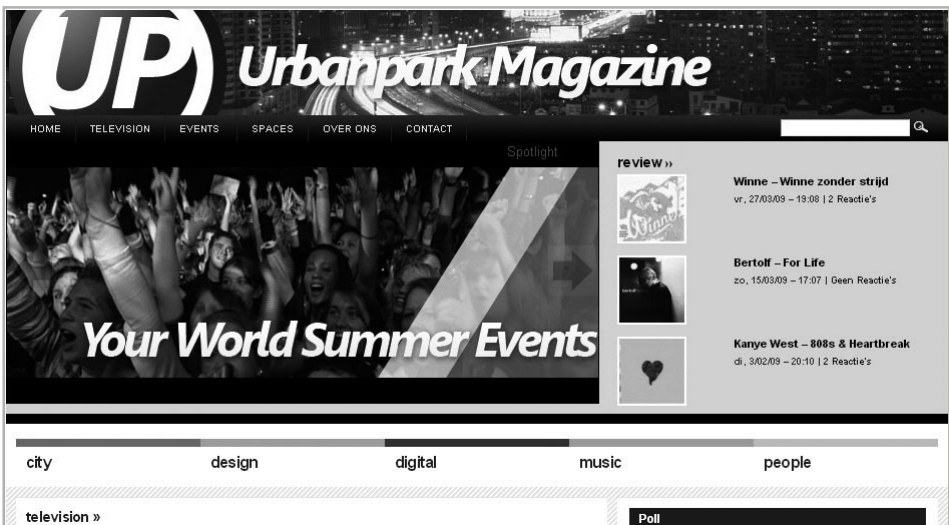 UP Urbanpark Magazine
HOME TELEVISION EVENTS SPACES OVER ONS CONTACT
Spotlight
Your World Summer Events
review »
Winne
Winne – Winne zonder strijd
vr, 27/03/09 – 19:08 | 2 Reactie's
Bertolf – For Life
zo, 15/03/09 – 17:07 | Geen Reactie's
Kanye West – 808s & Heartbreak
di, 3/02/09 – 20:10 | 2 Reactie's
city design digital music people
television »
Poll